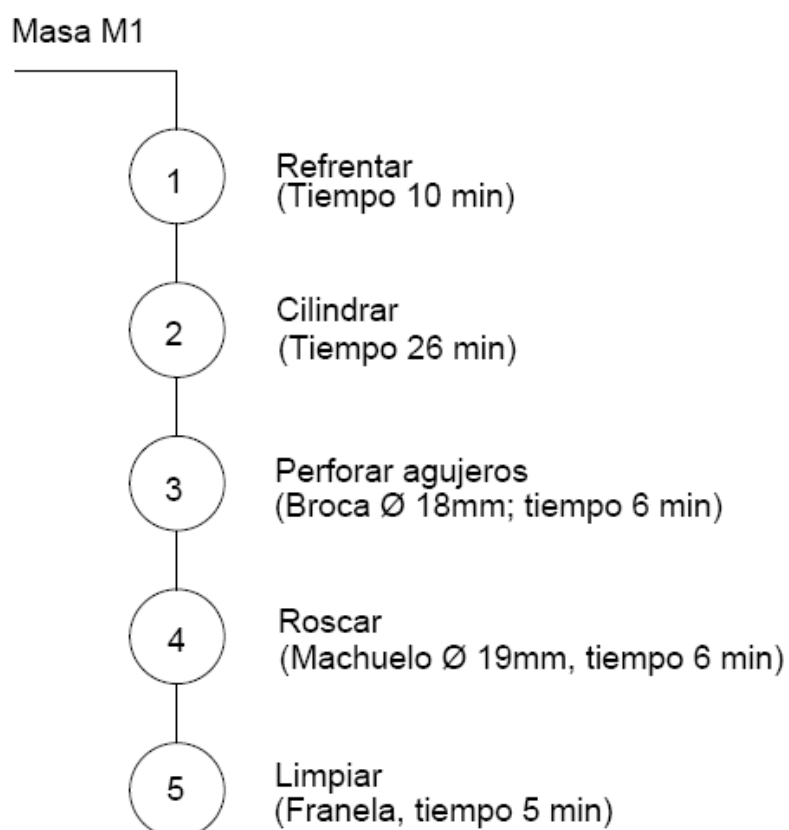 Masa M1
1
Refrentar
(Tiempo 10 min)
2
Cilindrar
(Tiempo 26 min)
3
Perforar agujeros
(Broca Ø 18mm; tiempo 6 min)
4
Roscar
(Machuelo Ø 19mm, tiempo 6 min)
5
Limpiar
(Franela, tiempo 5 min)